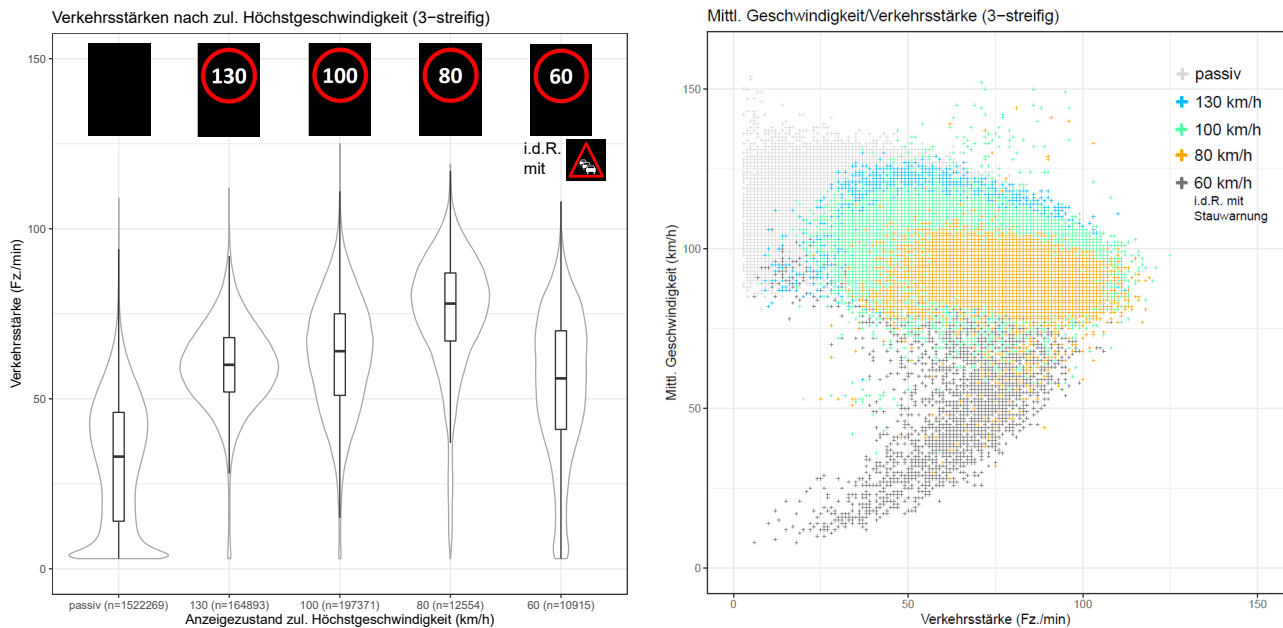 Verkehrsstärken nach zul. Höchstgeschwindigkeit (3−streifig)
150
100
50
0
Verkehrsstärke (Fz./min)
130
100
80
60
i.d.R.
mit
passiv (n=1522269)
130 (n=164893)
100 (n=197371)
80 (n=12554)
60 (n=10915)
Anzeigezustand zul. Höchstgeschwindigkeit (km/h)
Mittl. Geschwindigkeit/Verkehrsstärke (3−streifig)
150
100
50
0
Mittl. Geschwindigkeit (km/h)
passiv
130 km/h
100 km/h
80 km/h
60 km/h
i.d.R. mit
Stauwarnung
0
50
100
150
Verkehrsstärke (Fz./min)